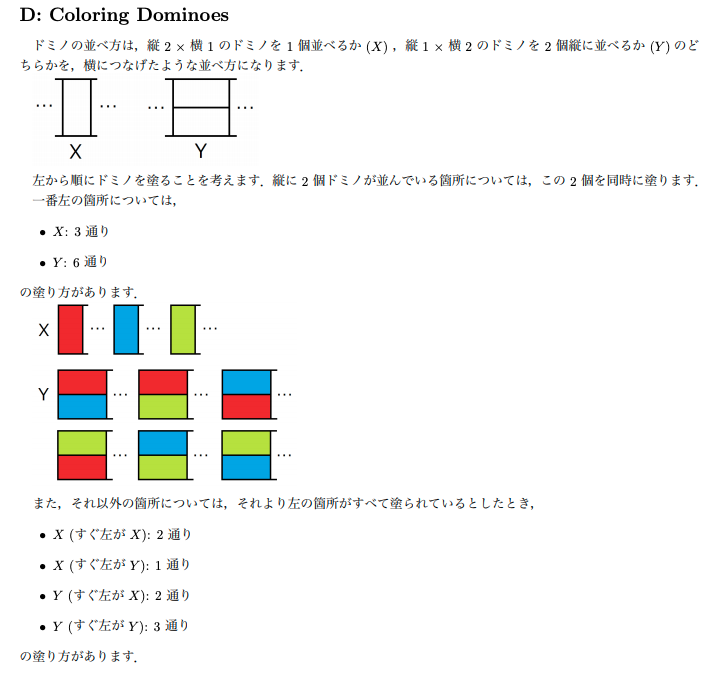 D: Coloring Dominoes
ドミノの並べ方は，縦 2 × 横 1 のドミノを 1 個並べるか (X) ，縦 1 × 横 2 のドミノを 2 個縦に並べるか (Y) のど
ちらかを，横につなげたような並べ方になります．
… … … …
X Y
左から順にドミノを塗ることを考えます．縦に 2 個ドミノが並んでいる箇所については，この 2 個を同時に塗ります．
一番左の箇所については，
• X: 3 通り
• Y: 6 通り
の塗り方があります．
X … … …
Y … … …
… … …
また，それ以外の箇所については，それより左の箇所がすべて塗られているとしたとき，
• X (すぐ左が X): 2 通り
• X (すぐ左が Y): 1 通り
• Y (すぐ左が X): 2 通り
• Y (すぐ左が Y): 3 通り
の塗り方があります．